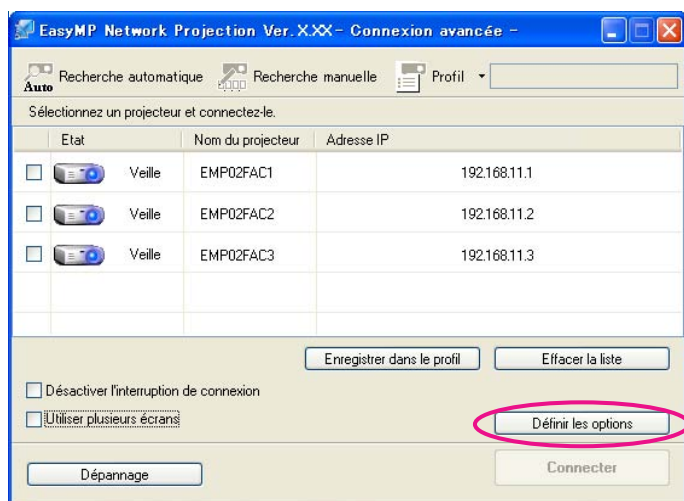 EasyMP Network Projection Ver. X.XX - Connexion avancée -
Auto Recherche automatique Recherche manuelle Profil
Sélectionnez un projecteur et connectez-le.
Etat Nom du projecteur Adresse IP
Veille EMP02FAC1 192.168.11.1
Veille EMP02FAC2 192.168.11.2
Veille EMP02FAC3 192.168.11.3
Enregistrer dans le profil Effacer la liste
Désactiver l'interruption de connexion
Utiliser plusieurs écrans Définir les options
Dépannage Connecter